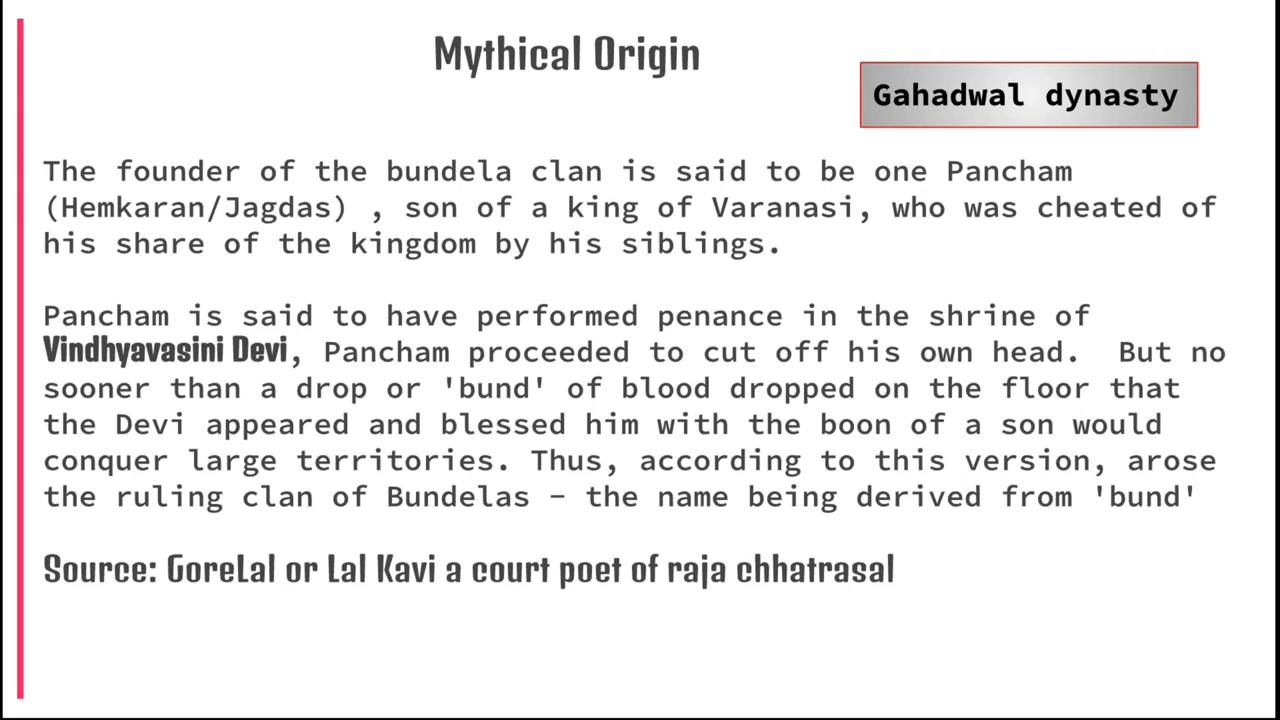 Mythical Origin
Gahadwal dynasty
The founder of the bundela clan is said to be one Pancham
(Hemkaran/Jagdas) , son of a king of Varanasi, who was cheated of
his share of the kingdom by his siblings.
Pancham is said to have performed penance in the shrine of
Vindhyavasini Devi, Pancham proceeded to cut off his own head.  But no
sooner than a drop or 'bund' of blood dropped on the floor that
the Devi appeared and blessed him with the boon of a son would
conquer large territories. Thus, according to this version, arose
the ruling clan of Bundelas – the name being derived from 'bund'
Source: GoreLal or Lal Kavi a court poet of raja chhatrasal